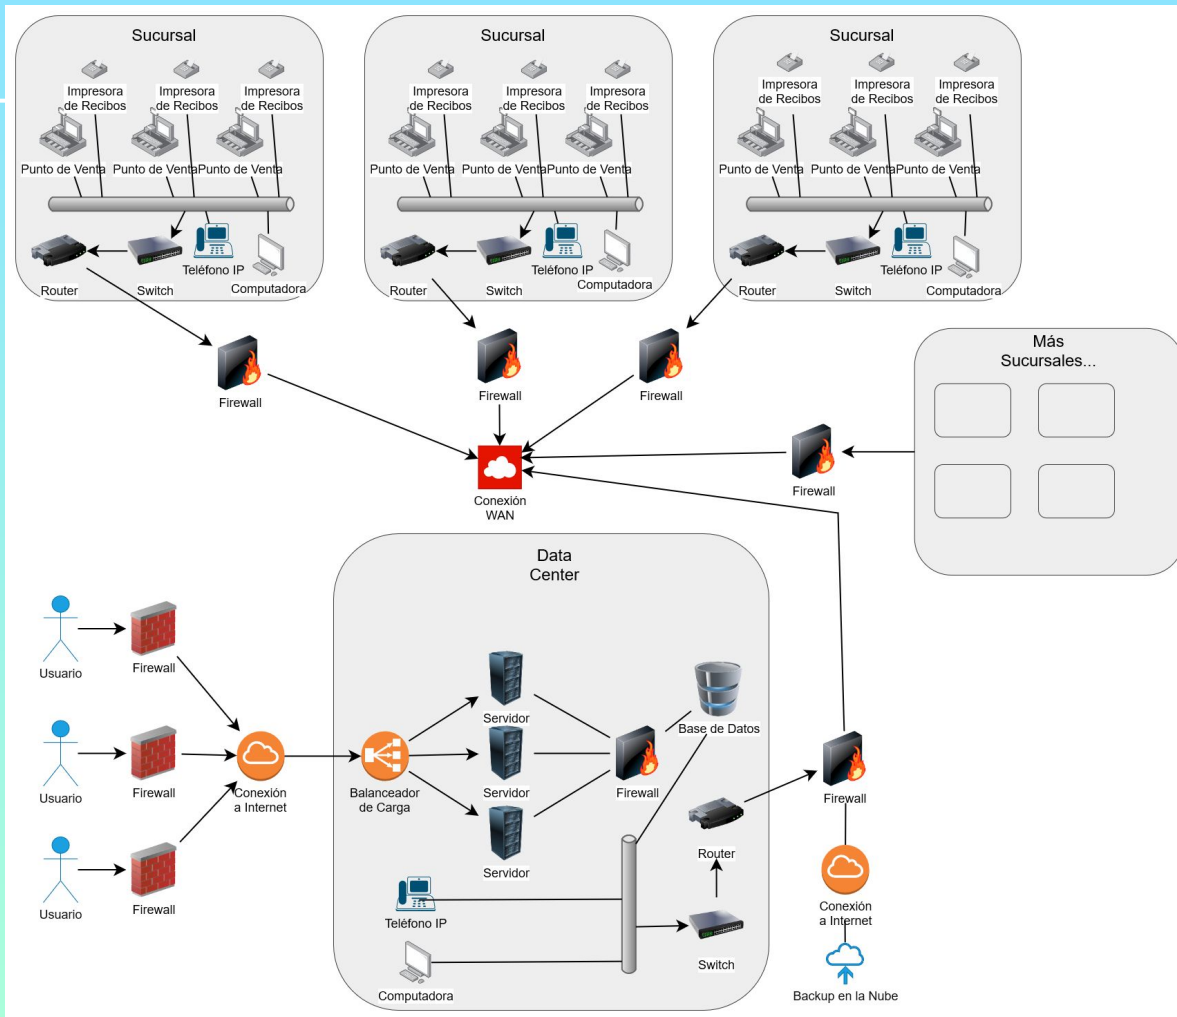 Sucursal
Sucursal
Sucursal
Impresora
de Recibos
Impresora
de Recibos
Impresora
de Recibos
Impresora
de Recibos
Impresora
de Recibos
Impresora
de Recibos
Impresora
de Recibos
Impresora
de Recibos
Impresora
de Recibos
Punto de Venta
Punto de Venta
Punto de Venta
Punto de Venta
Punto de Venta
Punto de Venta
Punto de Venta
Punto de Venta
Punto de Venta
Teléfono IP
Teléfono IP
Teléfono IP
Router
Switch
Computadora
Router
Switch
Computadora
Router
Switch
Computadora
Más
Sucursales...
Firewall
Firewall
Firewall
Firewall
Conexión
WAN
Data
Center
Usuario
Firewall
Usuario
Firewall
Usuario
Firewall
Conexión
a Internet
Balanceador
de Carga
Servidor
Servidor
Servidor
Firewall
Base de Datos
Router
Switch
Teléfono IP
Computadora
Firewall
Conexión
a Internet
Backup en la Nube